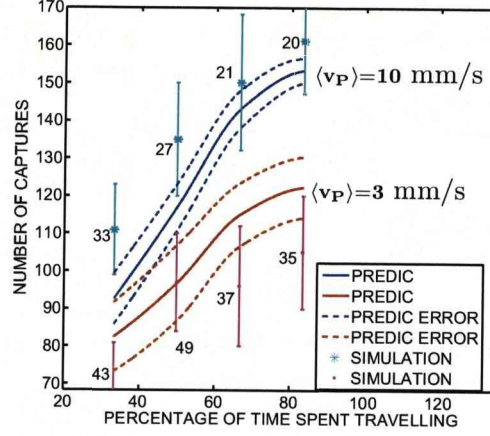 170
160
150
140
130
120
110
100
90
80
70
NUMBER OF CAPTURES
20 40 60 80 100 120
PERCENTAGE OF TIME SPENT TRAVELLING
33
27
21
20
43
49
37
35
⟨v_P⟩=10 mm/s
⟨v_P⟩=3 mm/s
PREDIC
PREDIC
PREDIC ERROR
PREDIC ERROR
SIMULATION
SIMULATION